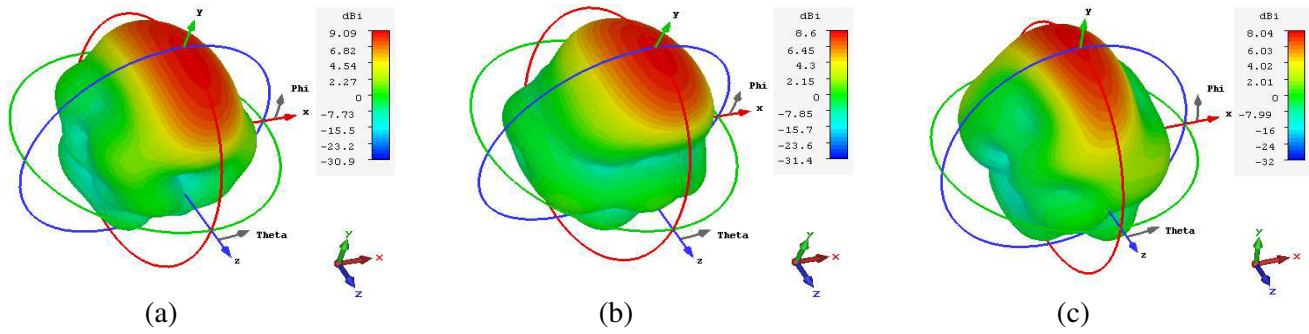 y
Phi
x
Theta
z
dBi
9.09
6.82
4.54
2.27
0
-7.73
-15.5
-23.2
-30.9
y
x
z
(a)
y
Phi
x
Theta
z
dBi
8.6
6.45
4.3
2.15
0
-7.85
-15.7
-23.6
-31.4
y
x
z
(b)
y
Phi
x
Theta
z
dBi
8.04
6.03
4.02
2.01
0
-7.99
-16
-24
-32
Y
x
Z
(c)